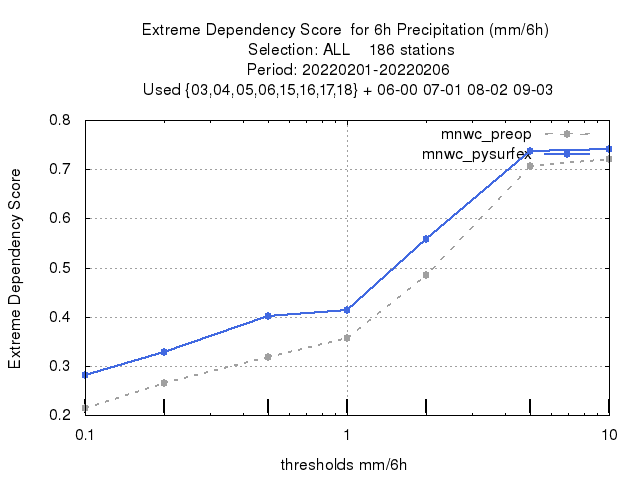 Extreme Dependency Score  for 6h Precipitation (mm/6h)
Selection: ALL    186 stations
Period: 20220201-20220206
Used {03,04,05,06,15,16,17,18} + 06-00 07-01 08-02 09-03
mnwc_preop
mnwc_pysurfex
Extreme Dependency Score
0.8
0.7
0.6
0.5
0.4
0.3
0.2
0.1
1
10
thresholds mm/6h